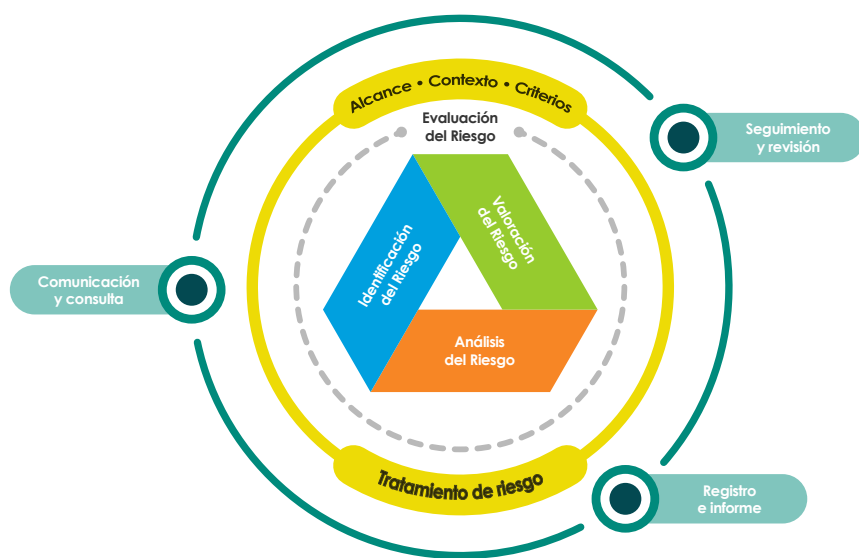 Alcance • Contexto • Criterios
Evaluación
del Riesgo
Seguimiento
y revisión
Valoración
del Riesgo
Identificación
del Riesgo
Comunicación
y consulta
Análisis
del Riesgo
Tratamiento de riesgo
Registro
e informe